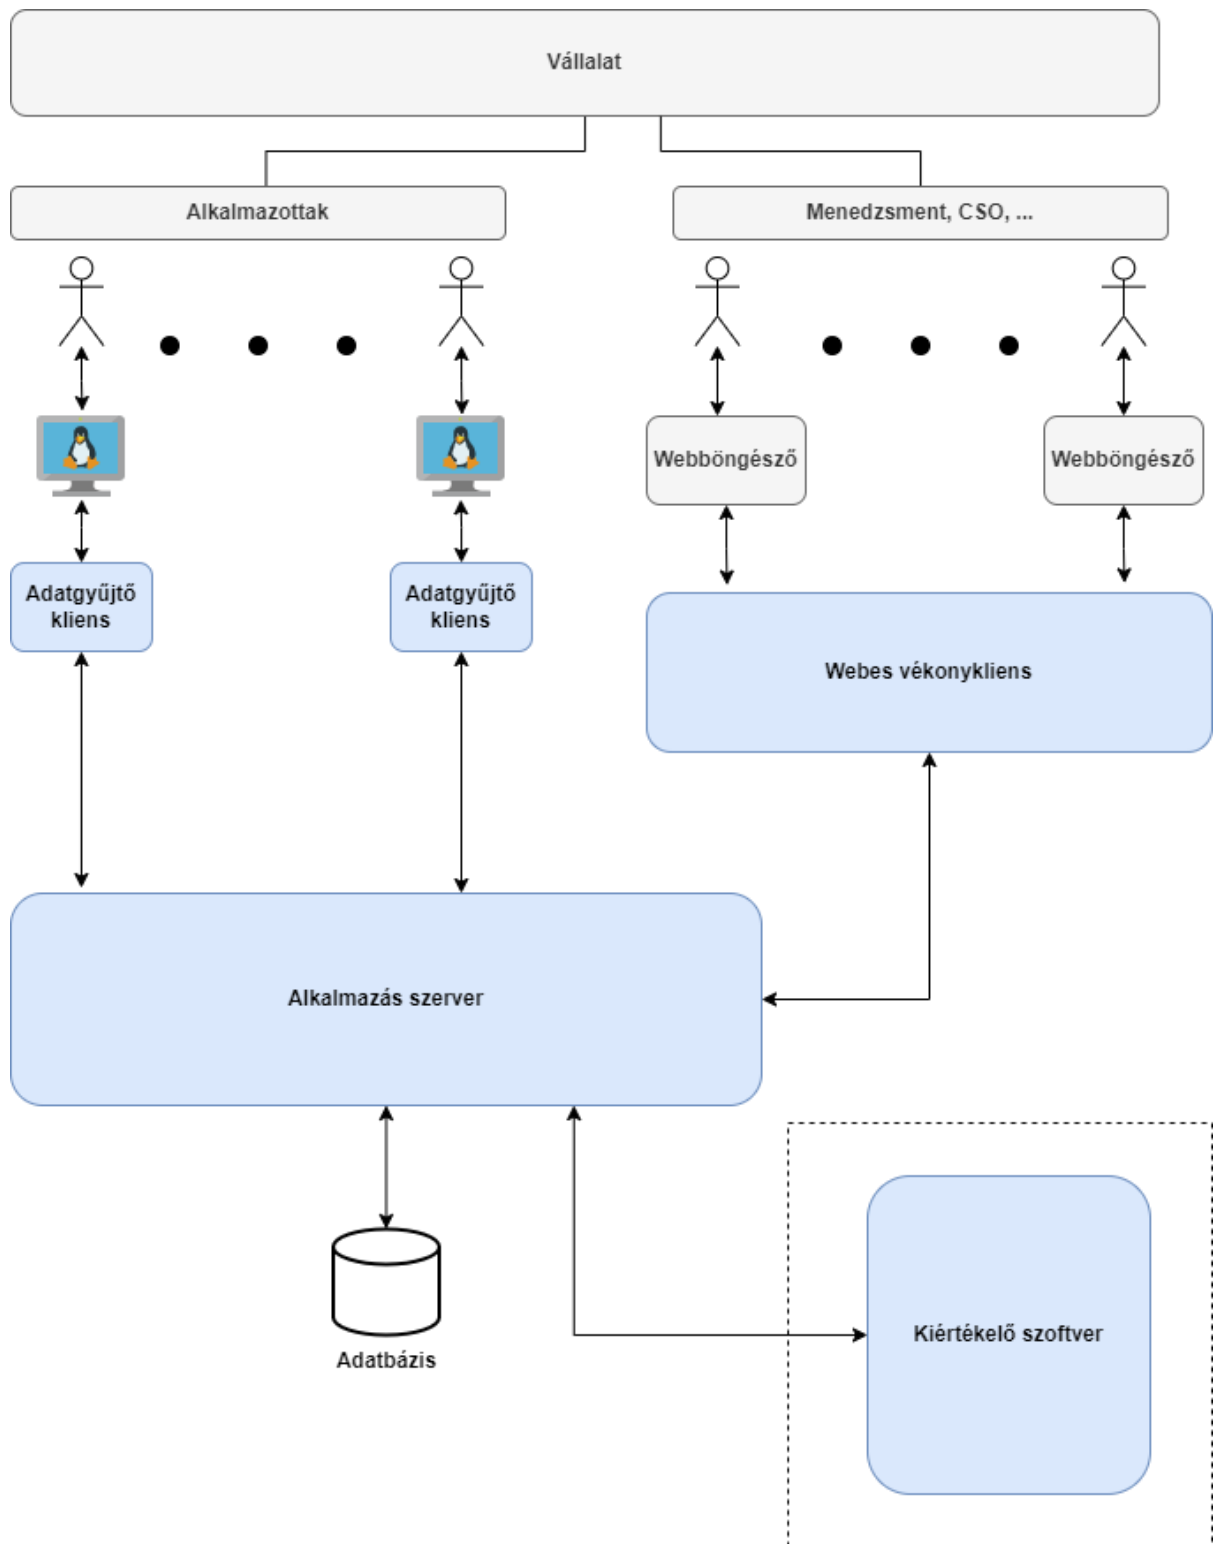 Vállalat
Alkalmazottak
Menedzsment, CSO, ...
Webböngésző
Webböngésző
Adatgyűjtő
kliens
Adatgyűjtő
kliens
Webes vékonykliens
Alkalmazás szerver
Kiértékelő szoftver
Adatbázis